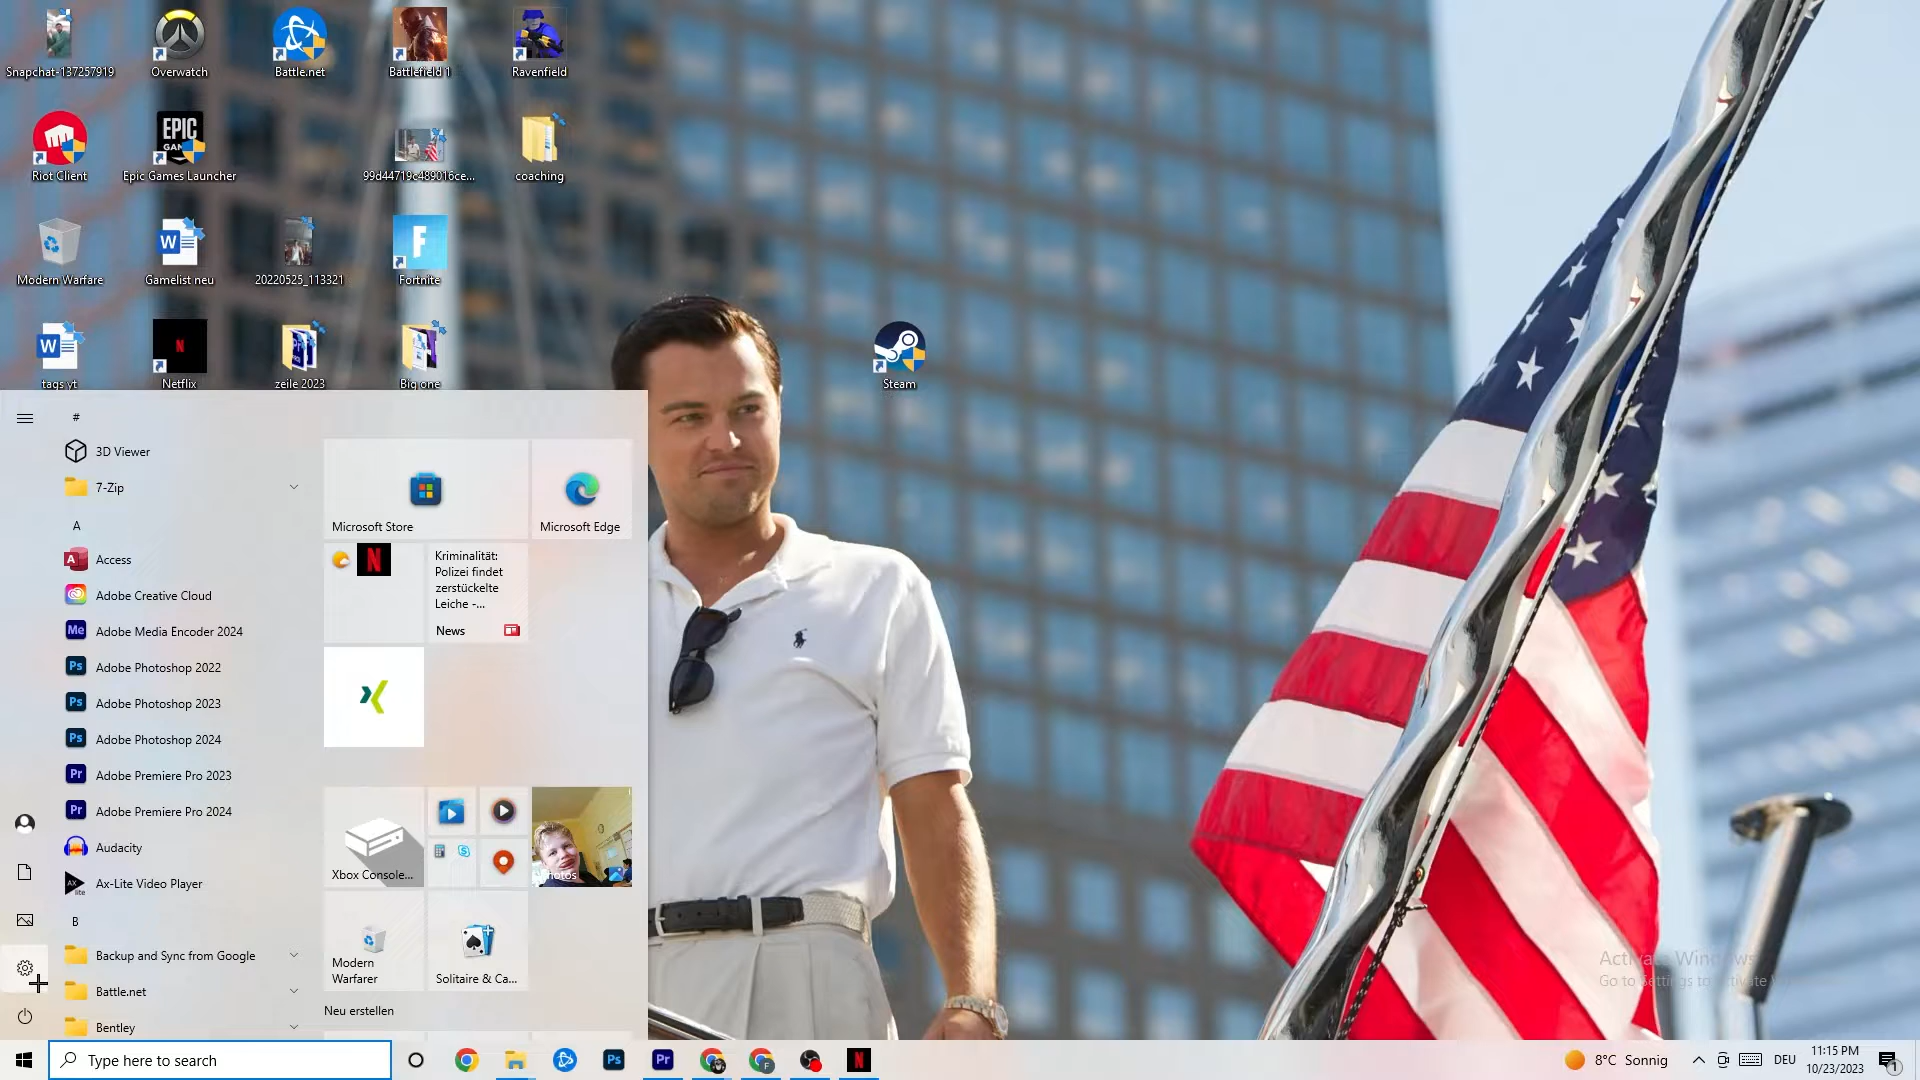 Snapchat-137257919
Overwatch
Battle.net
Battlefield 1
Ravenfield
EPIC
Riot Client
Epic Games Launcher
99d44719c489016ce...
coaching
Modern Warfare
Gamelist neu
20220525_113321
Fortnite
tags yt
Netflix
zeile 2023
Big one
Steam
#
3D Viewer
7-Zip
A
Access
Adobe Creative Cloud
Adobe Media Encoder 2024
Adobe Photoshop 2022
Adobe Photoshop 2023
Adobe Photoshop 2024
Adobe Premiere Pro 2023
Adobe Premiere Pro 2024
Audacity
Ax-Lite Video Player
B
Backup and Sync from Google
Battle.net
Bentley
Microsoft Store
Microsoft Edge
Kriminalität:
Polizei findet
zerstückelte
Leiche -...
News
Xbox Console...
Modern
Warfarer
Solitaire & Ca...
Neu erstellen
Activate Windows
Go to Settings to activate
Type here to search
8°C Sonnig
DEU
11:15 PM
10/23/2023